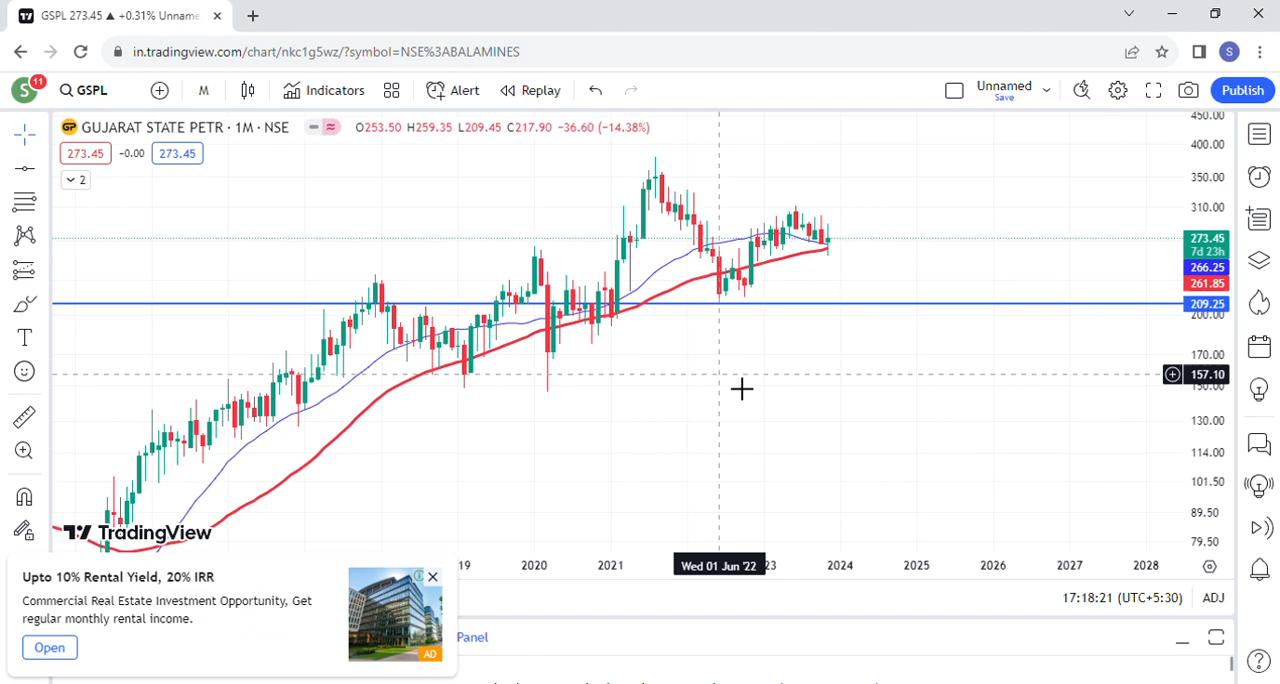 GSPL 273.45 ▲ +0.31% Unname
in.tradingview.com/chart/nkc1g5wz/?symbol=NSE%3ABALAMINES
S
S 11 GSPL M Indicators Alert Replay Unnamed Save Publish
GP GUJARAT STATE PETR · 1M · NSE O253.50 H259.35 L209.45 C217.90 −36.60 (−14.38%)
273.45 −0.00 273.45
2
450.00
400.00
350.00
310.00
273.45
7d 23h
266.25
261.85
209.25
200.00
170.00
157.10
150.00
130.00
114.00
101.50
89.50
79.50
TradingView
19 2020 2021 Wed 01 Jun '22 23 2024 2025 2026 2027 2028
17:18:21 (UTC+5:30) ADJ
Panel
Upto 10% Rental Yield, 20% IRR
Commercial Real Estate Investment Opportunity, Get
regular monthly rental income.
Open
AD